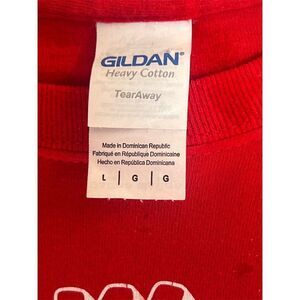 GILDAN®
Heavy Cotton
TearAway
Made in Dominican Republic
Fabriqué en République Dominicaine
Hecho en República Dominicana
L | G | G